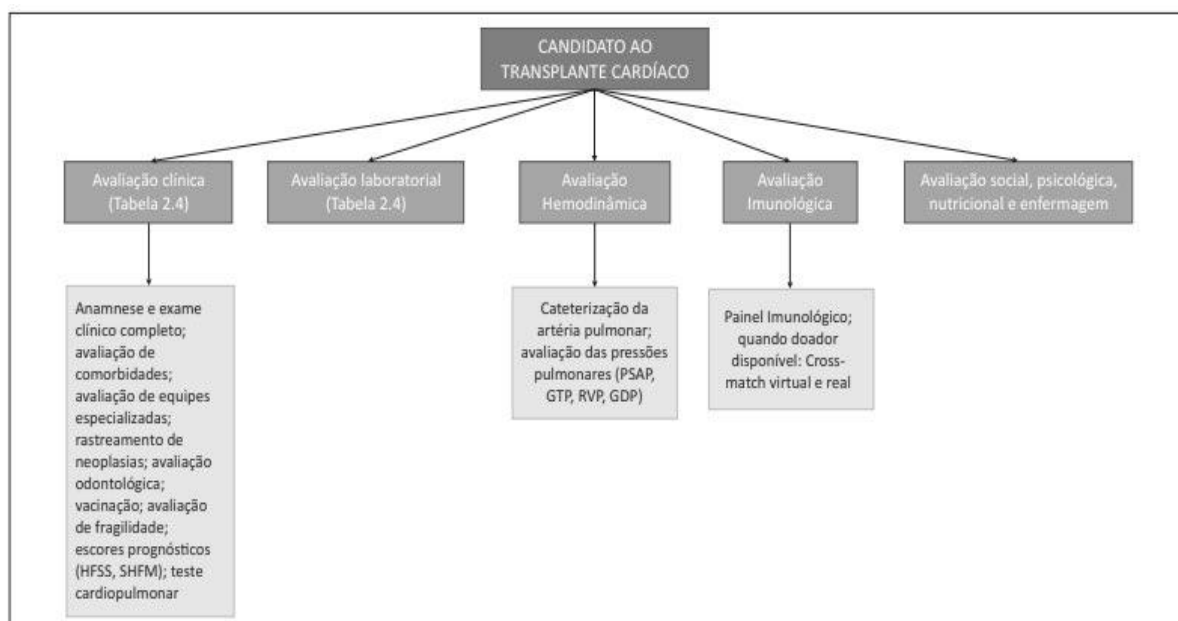 CANDIDATO AO
TRANSPLANTE CARDÍACO
Avaliação clínica
(Tabela 2.4)
Avaliação laboratorial
(Tabela 2.4)
Avaliação
Hemodinâmica
Avaliação
Imunológica
Avaliação social, psicológica,
nutricional e enfermagem
Anamnese e exame
clínico completo;
avaliação de
comorbidades;
avaliação de equipes
especializadas;
rastreamento de
neoplasias; avaliação
odontológica;
vacinação; avaliação
de fragilidade;
escores prognósticos
(HFSS, SHFM); teste
cardiopulmonar
Cateterização da
artéria pulmonar;
avaliação das pressões
pulmonares (PSAP,
GTP, RVP, GDP)
Painel Imunológico;
quando doador
disponível: Cross-
match virtual e real